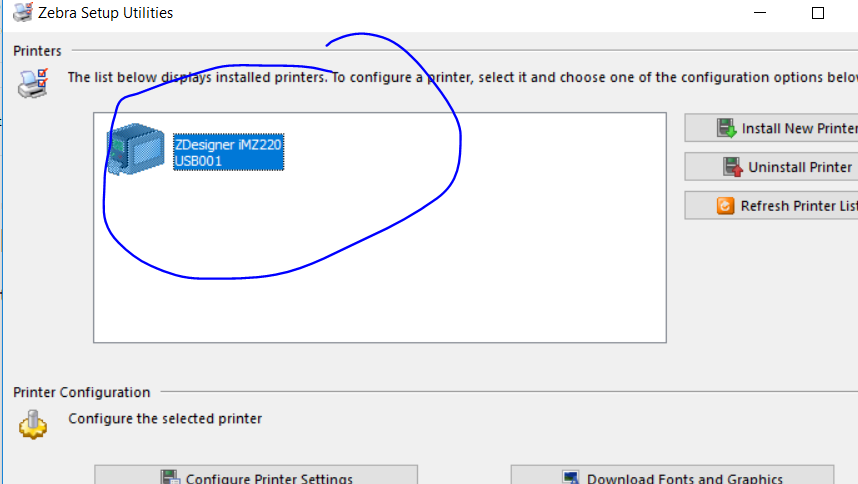 Zebra Setup Utilities
Printers
The list below displays installed printers. To configure a printer, select it and choose one of the configuration options belov
ZDesigner iMZ220
USB001
Install New Printer
Uninstall Printer
Refresh Printer List
Printer Configuration
Configure the selected printer
Configure Printer Settings
Download Fonts and Graphics